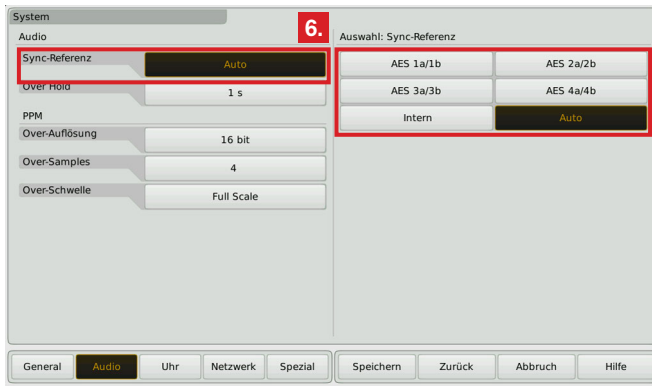 System
6.
Audio
Sync-Referenz
Auto
Over Hold
1 s
PPM
Over-Auflösung
16 bit
Over-Samples
4
Over-Schwelle
Full Scale
Auswahl: Sync-Referenz
AES 1a/1b AES 2a/2b
AES 3a/3b AES 4a/4b
Intern Auto
General Audio Uhr Netzwerk Spezial Speichern Zurück Abbruch Hilfe